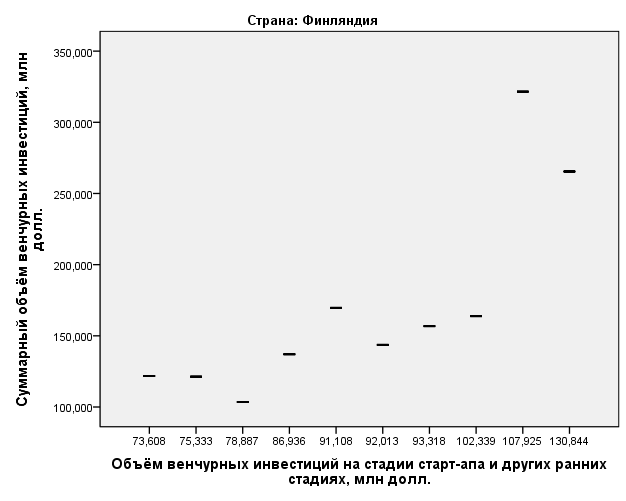 Страна: Финляндия
Суммарный объём венчурных инвестиций, млн
долл.
350,000
300,000
250,000
200,000
150,000
100,000
73,608 75,333 78,887 86,936 91,108 92,013 93,318 102,339 107,925 130,844
Объём венчурных инвестиций на стадии старт-апа и других ранних
стадиях, млн долл.